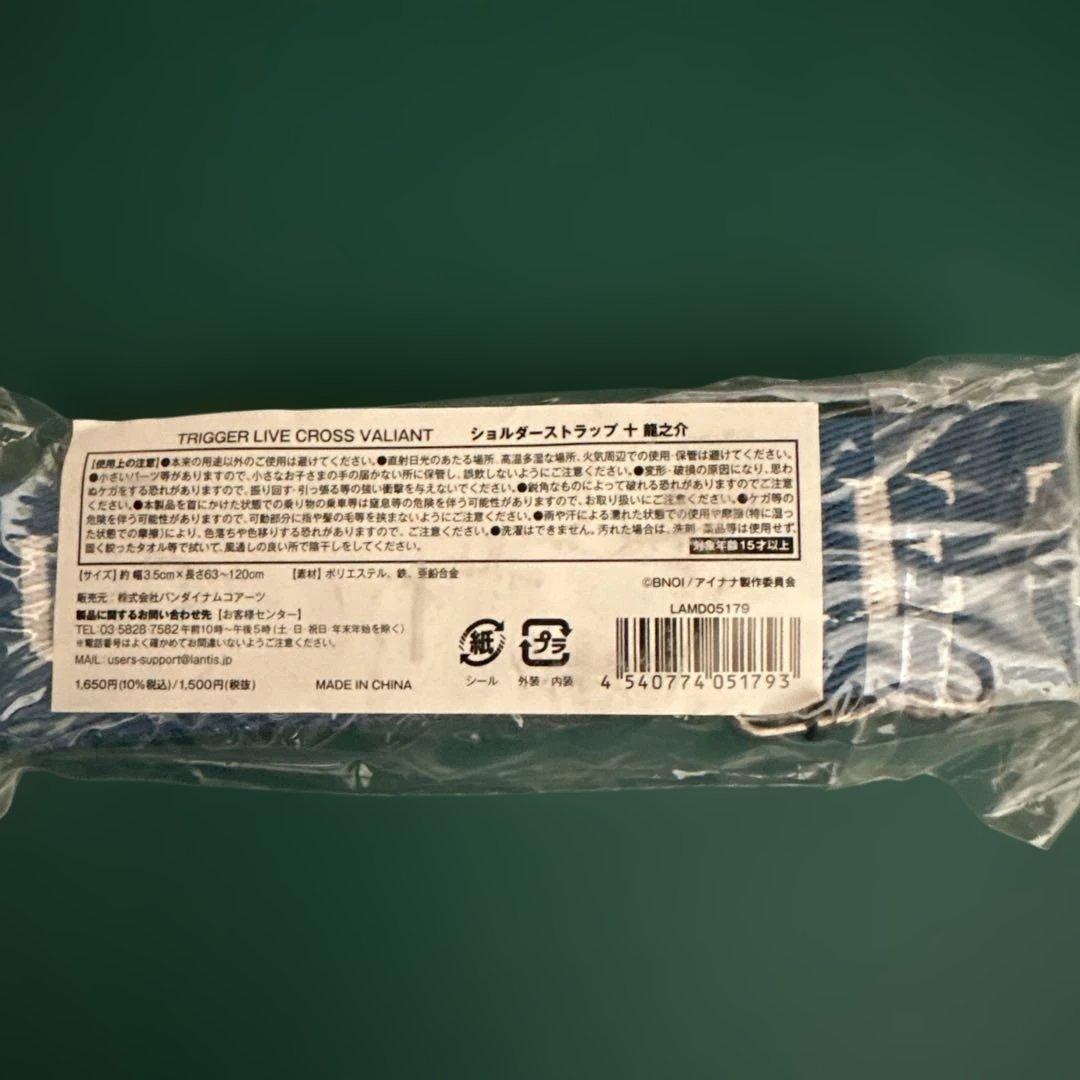 TRIGGER LIVE CROSS VALIANT ショルダーストラップ 十 龍之介
【使用上の注意】●本来の用途以外のご使用は避けてください。●直射日光のあたる場所、高温多湿な場所、火気周辺での使用・保管は避けてください。
●小さいパーツ等がありますので、小さなお子さまの手の届かない所に保管し、誤飲しないようにご注意ください。●変形・破損の原因になり、思わ
ぬケガをする恐れがありますので、振り回す・引っ張る等の強い衝撃を与えないでください。●鋭角なものによって破れる恐れがありますのでご注意
ください。●本製品を首にかけた状態での乗り物の乗車等は窒息等の危険を伴う可能性がありますので、お取り扱いにご注意ください。●ケガ等の
危険を伴う可能性がありますので、可動部分に指や髪の毛等を挟まないようにご注意ください。●雨や汗による濡れた状態での使用や摩擦(特に湿っ
た状態での摩擦)により、色落ちや色移りする恐れがありますので、ご注意ください。●洗濯はできません。汚れた場合は、洗剤・薬品等は使用せず、
固く絞ったタオル等で拭いて、風通しの良い所で陰干しをしてください。
対象年齢15才以上
【サイズ】約 幅3.5cm×長さ63～120cm 【素材】ポリエステル、鉄、亜鉛合金
©BNOI/アイナナ製作委員会
販売元: 株式会社バンダイナムコアーツ
LAMD05179
製品に関するお問い合わせ先【お客様センター】
TEL:03-5828-7582 午前10時～午後5時(土・日・祝日・年末年始を除く)
※電話番号はよく確かめてお間違いないようにご注意ください。
MAIL: users-support@lantis.jp
紙
プラ
シール 外装・内装
4 540774 051793
1,650円(10%税込)/1,500円(税抜) MADE IN CHINA